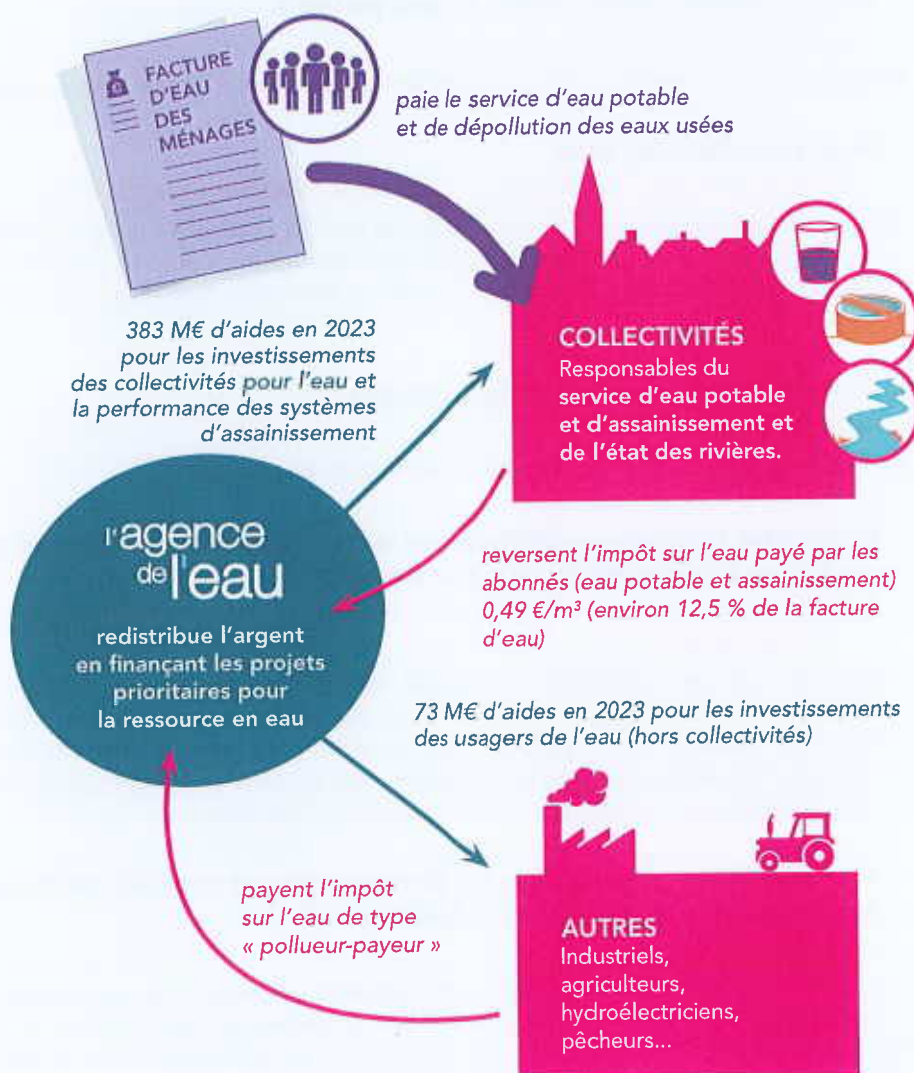 FACTURE
D'EAU
DES
MÉNAGES
paie le service d'eau potable
et de dépollution des eaux usées
383 M€ d'aides en 2023
pour les investissements
des collectivités pour l'eau et
la performance des systèmes
d'assainissement
COLLECTIVITÉS
Responsables du
service d'eau potable
et d'assainissement et
de l'état des rivières.
l'agence
de l'eau
redistribue l'argent
en finançant les projets
prioritaires pour
la ressource en eau
reversent l'impôt sur l'eau payé par les
abonnés (eau potable et assainissement)
0,49 €/m³ (environ 12,5 % de la facture
d'eau)
73 M€ d'aides en 2023 pour les investissements
des usagers de l'eau (hors collectivités)
payent l'impôt
sur l'eau de type
« pollueur-payeur »
AUTRES
Industriels,
agriculteurs,
hydroélectriciens,
pêcheurs...